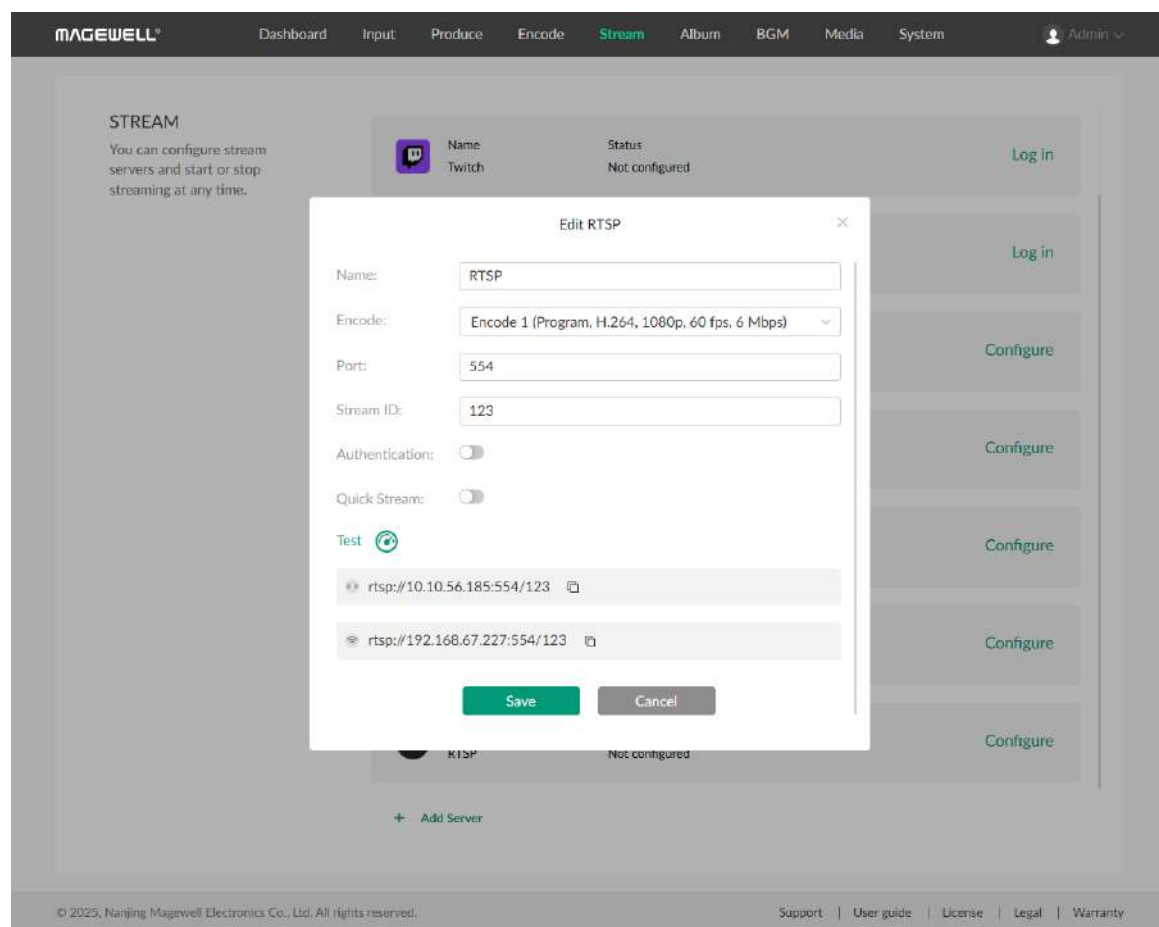 MAGEWELL®
Dashboard Input Produce Encode Stream Album BGM Media System Admin
STREAM
You can configure stream
servers and start or stop
streaming at any time.
Name Status
Twitch Not configured
Log in
Edit RTSP
Log in
Name: RTSP
Encode: Encode 1 (Program, H.264, 1080p, 60 fps, 6 Mbps)
Configure
Port: 554
Stream ID: 123
Configure
Authentication:
Quick Stream:
Test
Configure
rtsp://10.10.56.185:554/123
rtsp://192.168.67.227:554/123
Configure
Save Cancel
Configure
RTSP Not configured
+ Add Server
© 2025, Nanjing Magewell Electronics Co., Ltd. All rights reserved.
Support | User guide | License | Legal | Warranty